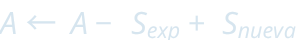 A ← A − S_exp + S_nueva